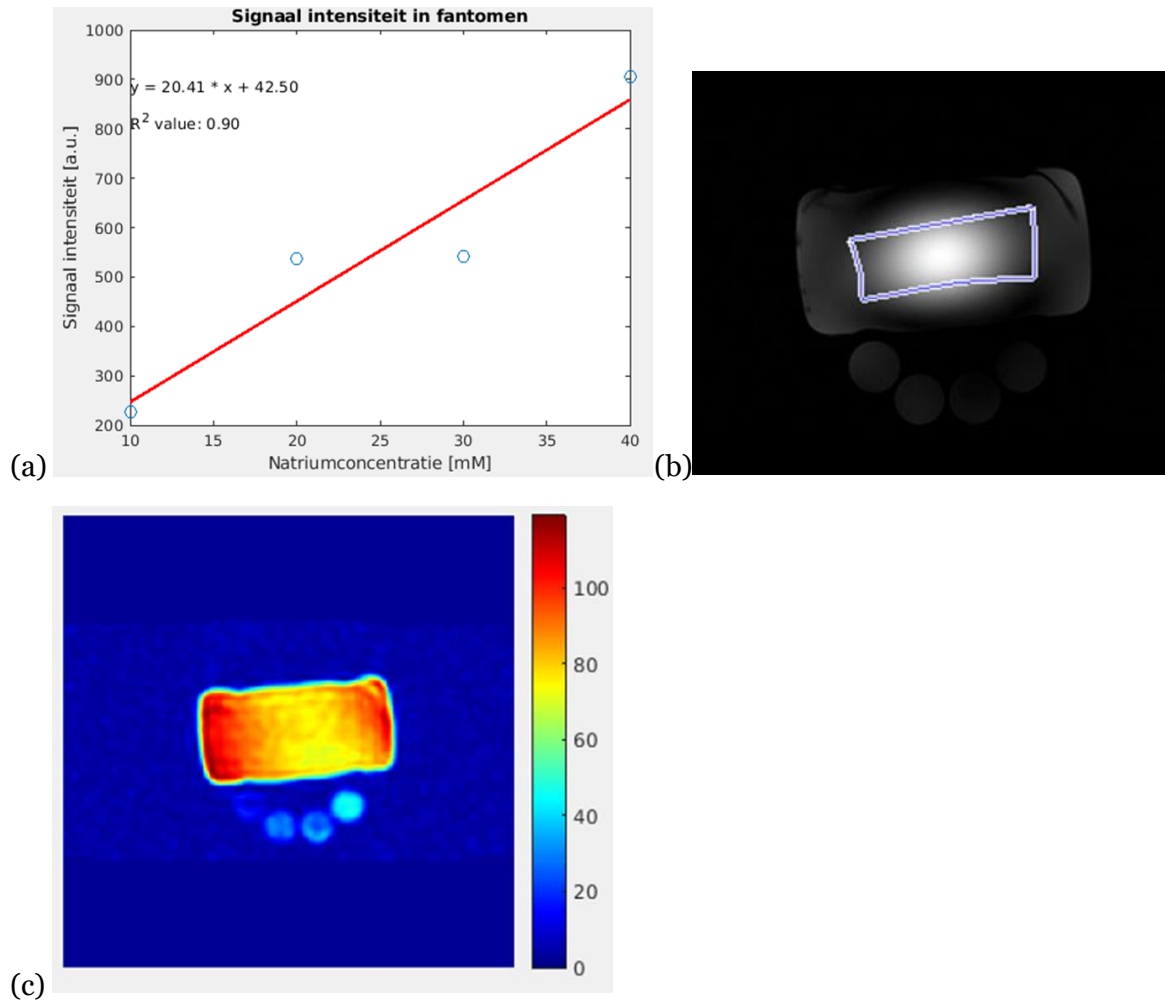 Signaal intensiteit in fantomen
1000
900
800
700
600
500
400
300
200
y = 20.41 * x + 42.50
R² value: 0.90
Signaal intensiteit [a.u.]
10 15 20 25 30 35 40
Natriumconcentratie [mM]
(a)
(b)
100
80
60
40
20
0
(c)